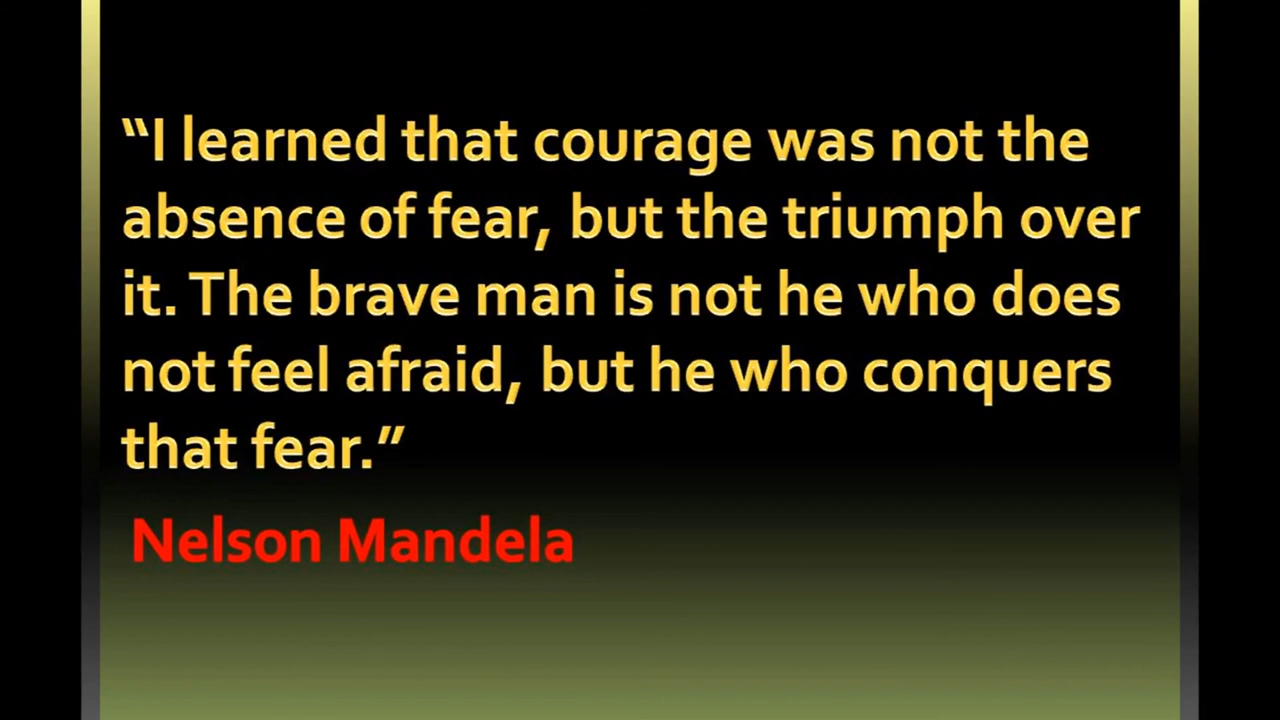 “I learned that courage was not the
absence of fear, but the triumph over
it. The brave man is not he who does
not feel afraid, but he who conquers
that fear.”
Nelson Mandela